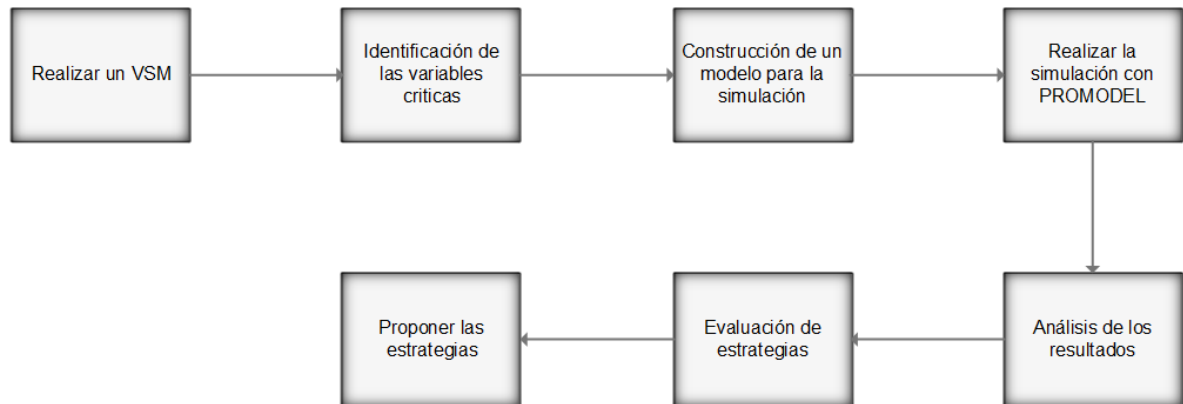 Realizar un VSM
Identificación de
las variables
criticas
Construcción de un
modelo para la
simulación
Realizar la
simulación con
PROMODEL
Análisis de los
resultados
Evaluación de
estrategias
Proponer las
estrategias